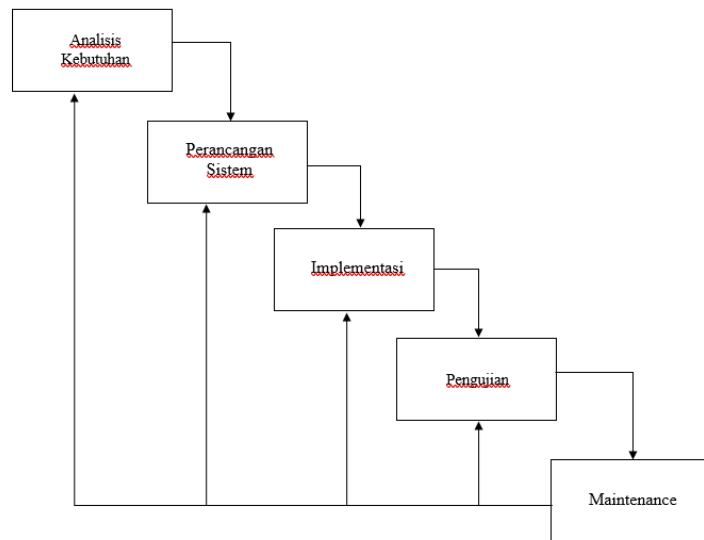 Analisis
Kebutuhan
Perancangan
Sistem
Implementasi
Pengujian
Maintenance